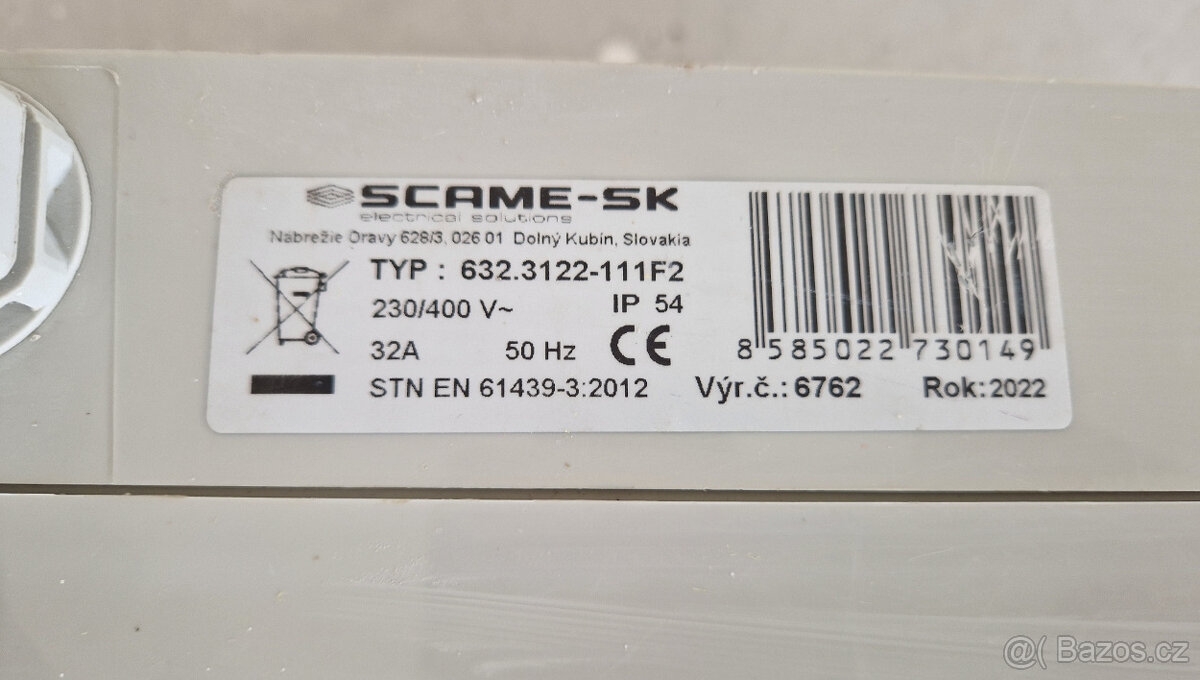 SCAME-SK
electrical solutions
Nábrežie Oravy 628/3, 026 01 Dolný Kubín, Slovakia
TYP : 632.3122-111F2
230/400 V~ IP 54
32A 50 Hz CE
8 585022 730149
STN EN 61439-3:2012 Výr.č.: 6762 Rok: 2022
@( Bazos.cz